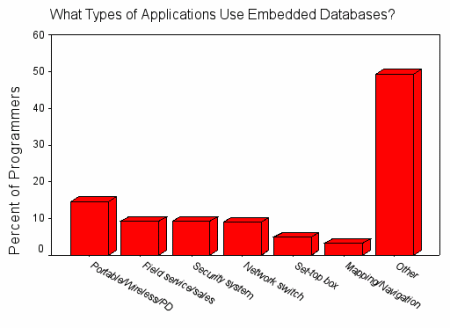 What Types of Applications Use Embedded Databases?
Percent of Programmers
60
50
40
30
20
10
0
Portable/Wireless/PD
Field service/sales
Security system
Network switch
Set-top box
Mapping/Navigation
Other